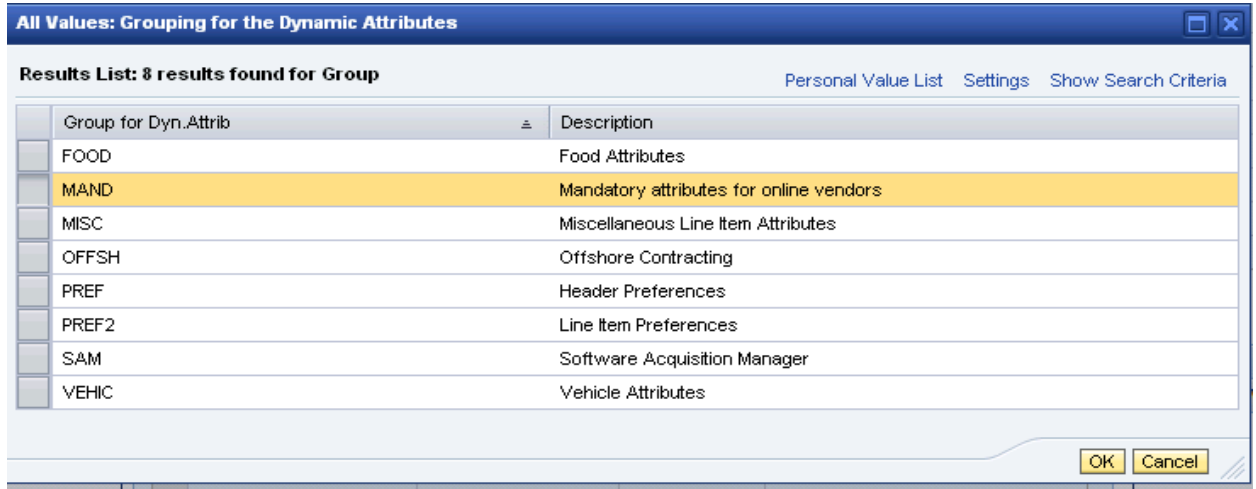 All Values: Grouping for the Dynamic Attributes
Results List: 8 results found for Group
Personal Value List Settings Show Search Criteria
Group for Dyn.Attrib Description
FOOD Food Attributes
MAND Mandatory attributes for online vendors
MISC Miscellaneous Line Item Attributes
OFFSH Offshore Contracting
PREF Header Preferences
PREF2 Line Item Preferences
SAM Software Acquisition Manager
VEHIC Vehicle Attributes
OK Cancel